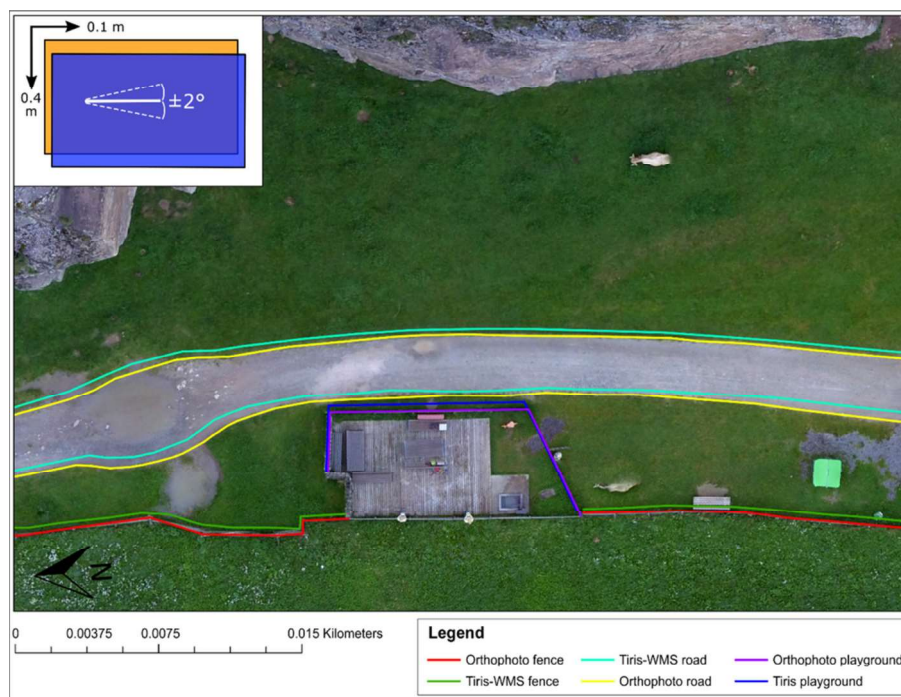 0.1 m
0.4
m
±2°
N
0 0.00375 0.0075 0.015 Kilometers
Legend
Orthophoto fence Tiris-WMS road Orthophoto playground
Tiris-WMS fence Orthophoto road Tiris playground